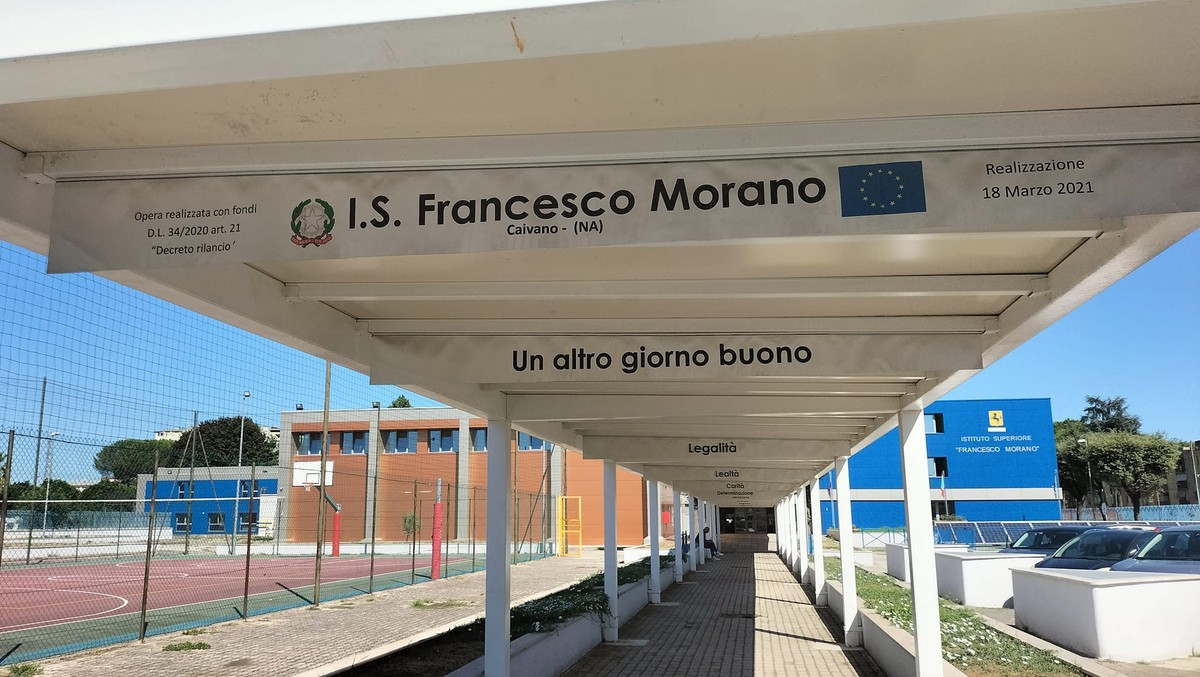 Opera realizzata con fondi
D.L. 34/2020 art. 21
"Decreto rilancio'
I.S. Francesco Morano
Caivano - (NA)
Realizzazione
18 Marzo 2021
Un altro giorno buono
Legalità
Lealtà
Carità
Determinazione
ISTITUTO SUPERIORE
"FRANCESCO MORANO"